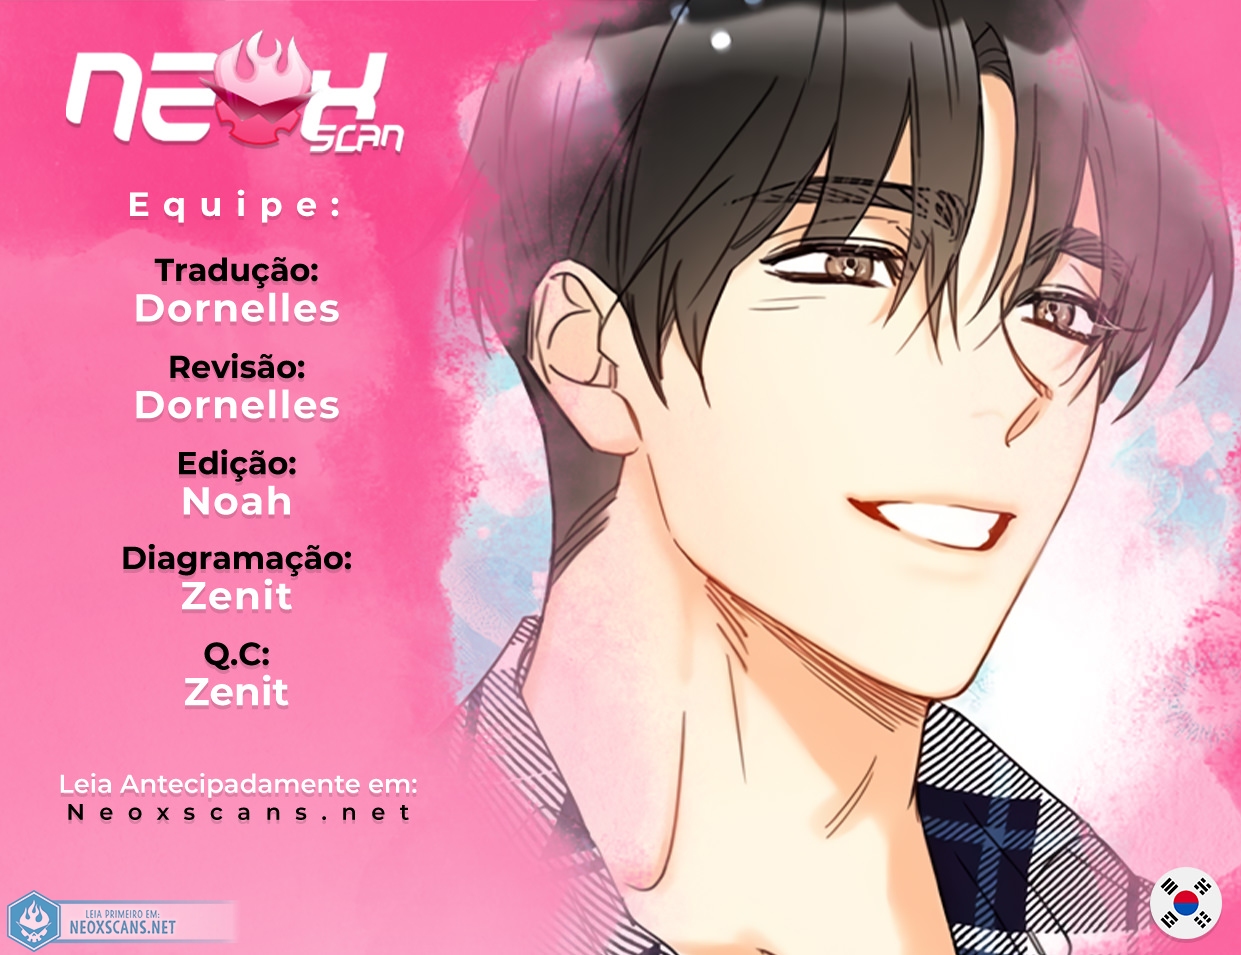 NEOX
SCAN
Equipe:
Tradução:
Dornelles
Revisão:
Dornelles
Edição:
Noah
Diagramação:
Zenit
Q.C:
Zenit
Leia Antecipadamente em:
Neoxscans.net
LEIA PRIMEIRO EM:
NEOXSCANS.NET